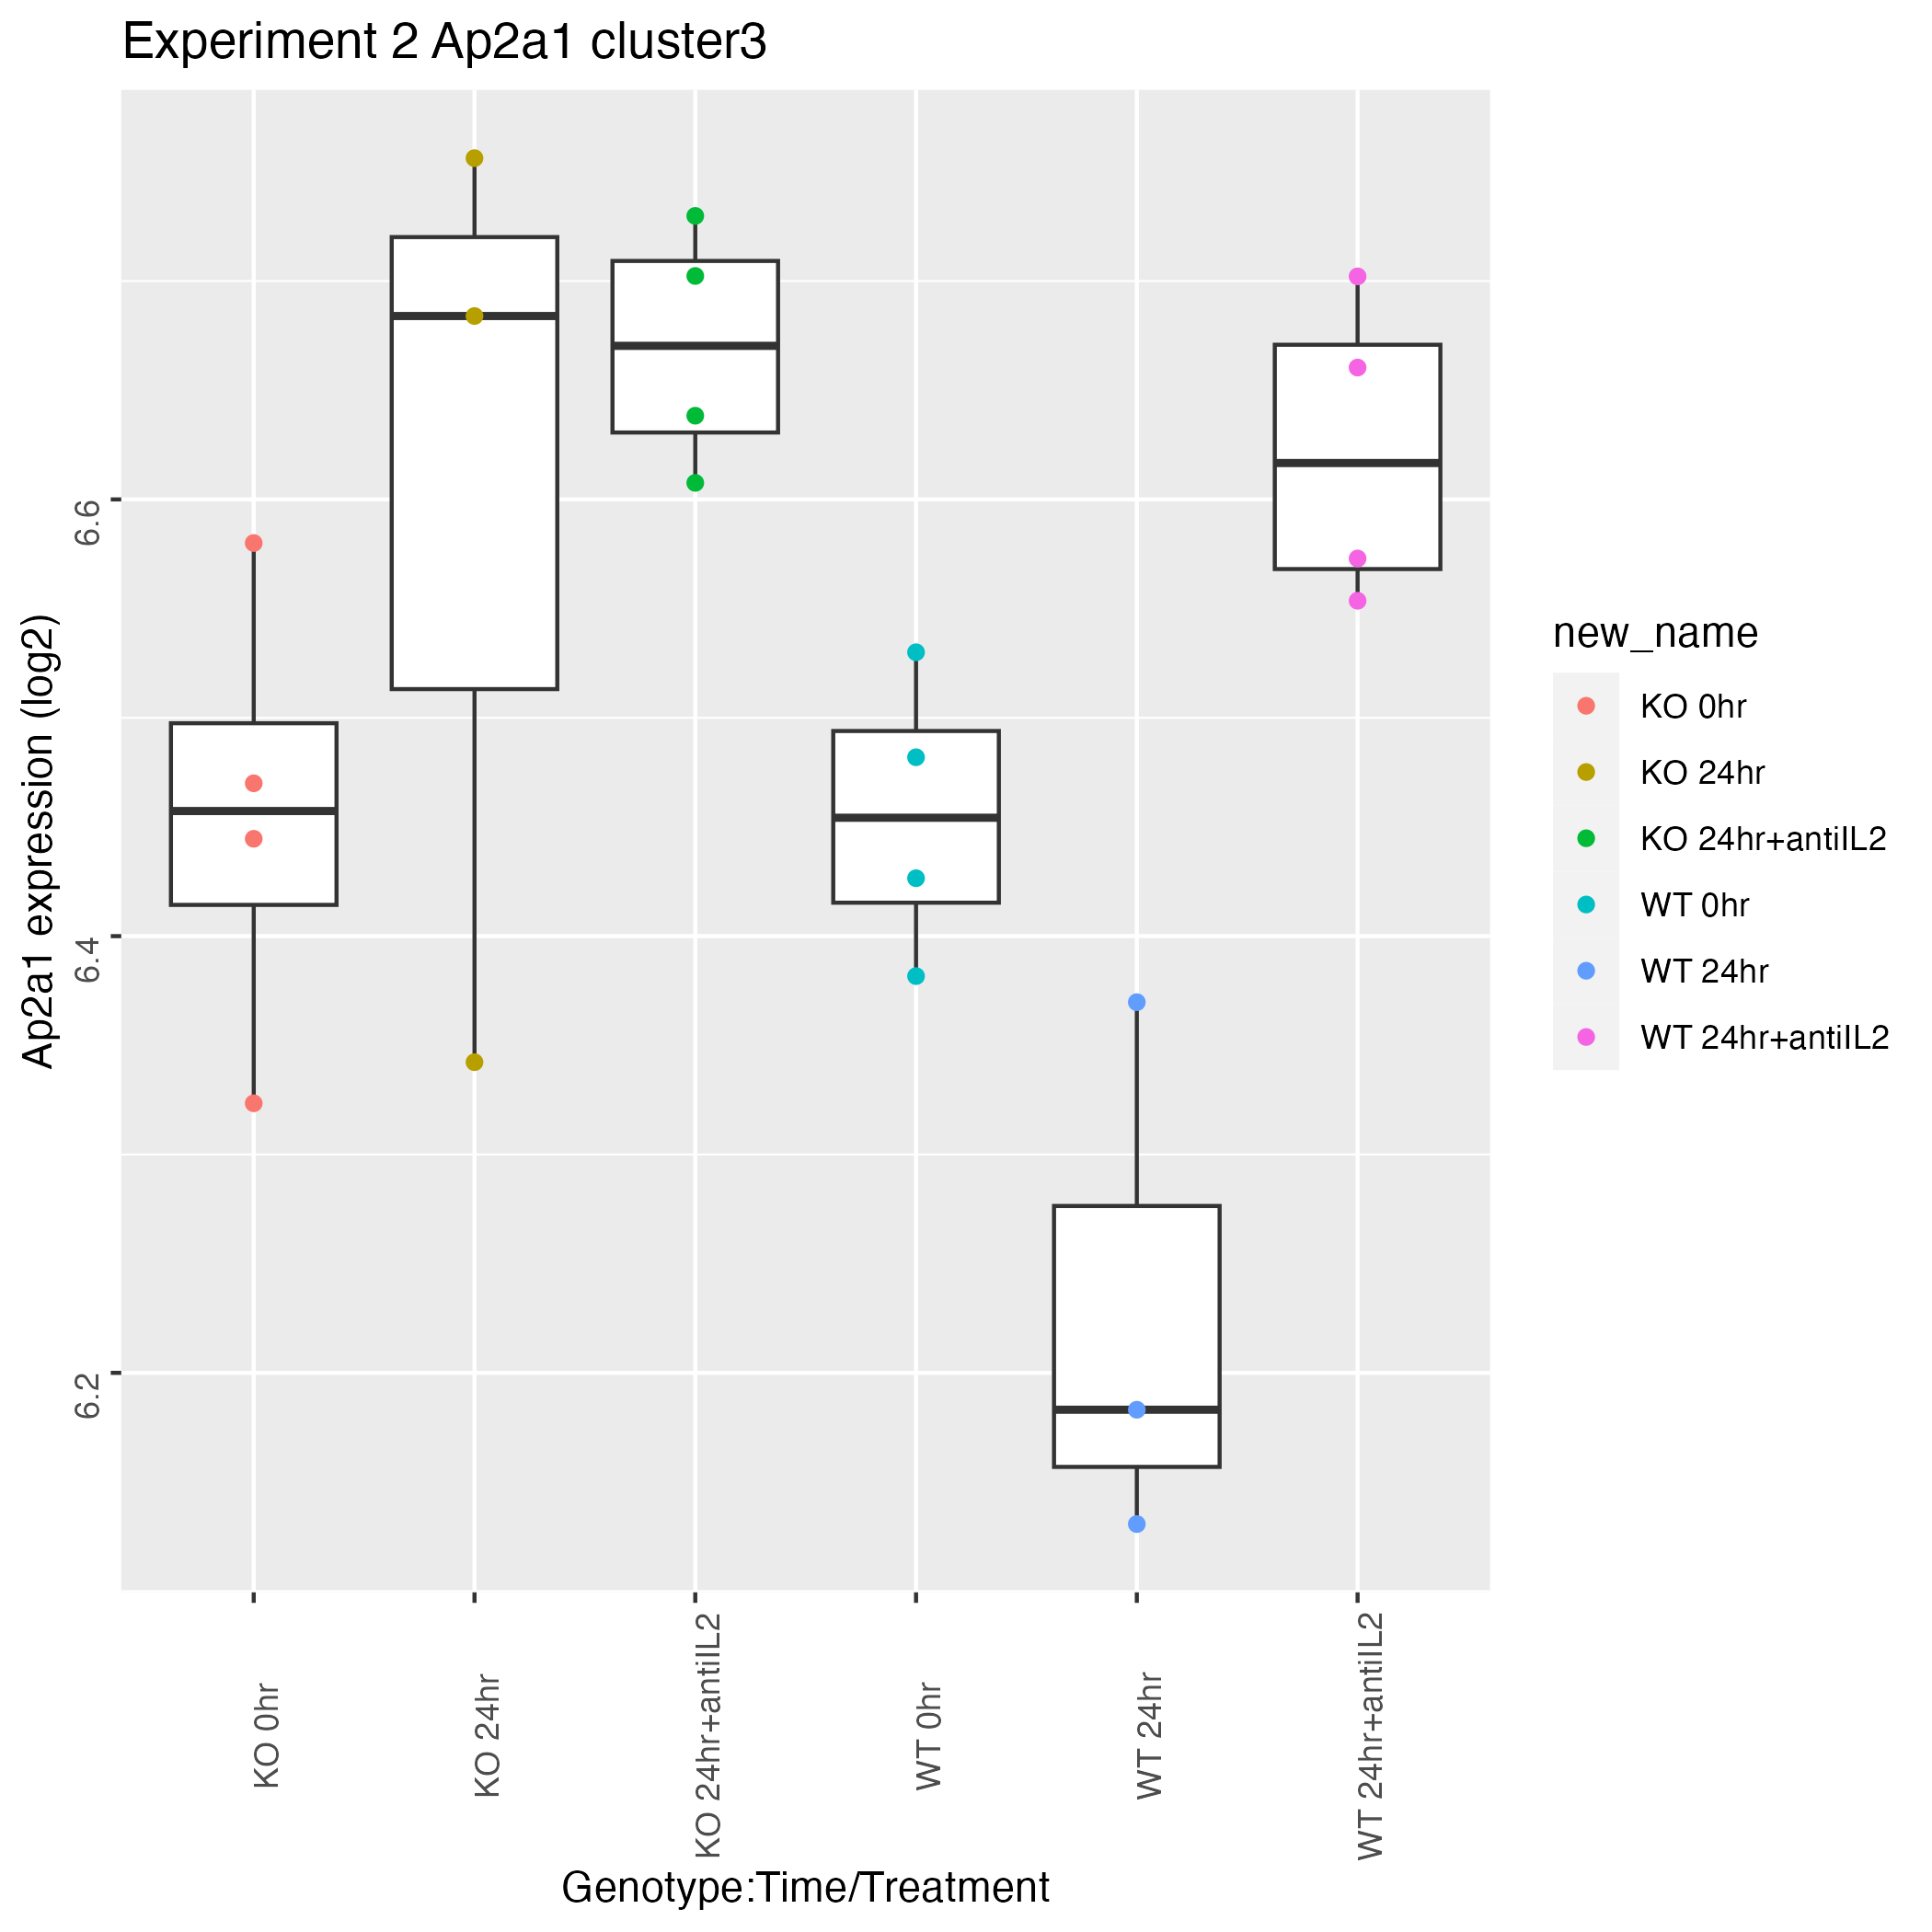 Experiment 2 Ap2a1 cluster3
Ap2a1 expression (log2)
6.6
6.4
6.2
KO 0hr
KO 24hr
KO 24hr+antiIL2
WT 0hr
WT 24hr
WT 24hr+antiIL2
Genotype:Time/Treatment
new_name
KO 0hr
KO 24hr
KO 24hr+antiIL2
WT 0hr
WT 24hr
WT 24hr+antiIL2